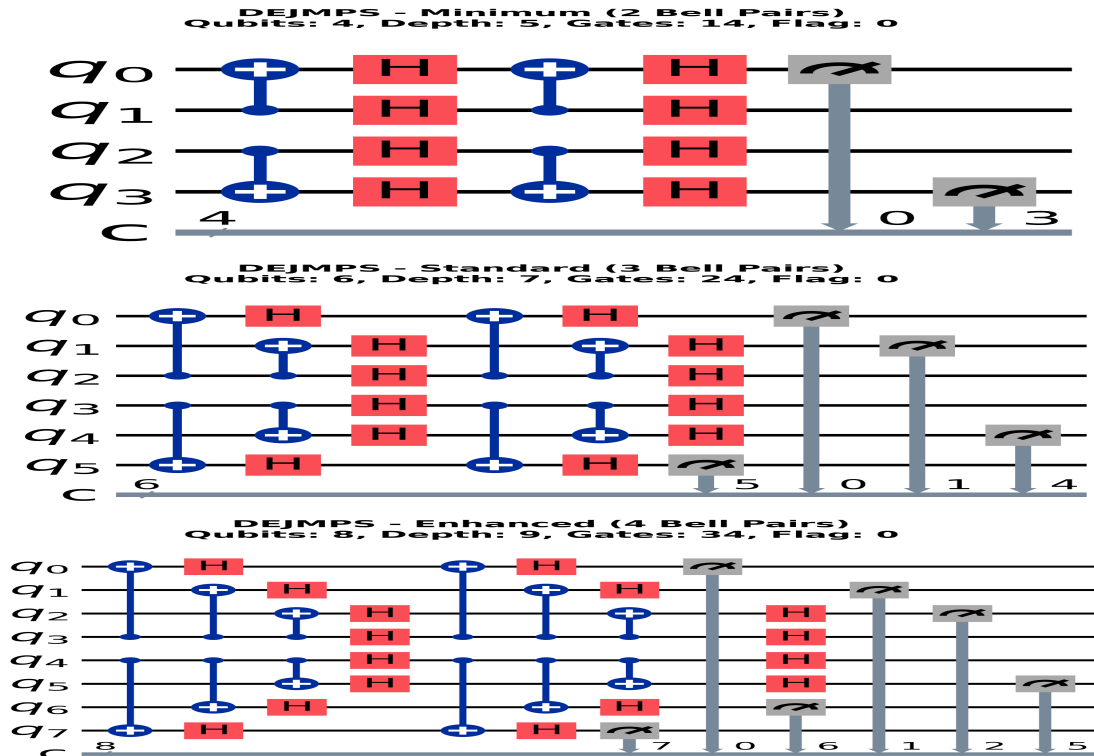 DEJMPS - Minimum (2 Bell Pairs)
Qubits: 4, Depth: 5, Gates: 14, Flag: 0
q0 H H
q1 H H
q2 H H
q3 H H
4 0 3
C
DEJMPS - Standard (3 Bell Pairs)
Qubits: 6, Depth: 7, Gates: 24, Flag: 0
q0 H H
q1 H H
q2 H H
q3 H H
q4 H H
q5 H H
6 5 0 1 4
C
DEJMPS - Enhanced (4 Bell Pairs)
Qubits: 8, Depth: 9, Gates: 34, Flag: 0
q0 H H
q1 H H
q2 H H
q3 H H
q4 H H
q5 H H
q6 H H
q7 H H
8 7 0 6 1 2 5
C